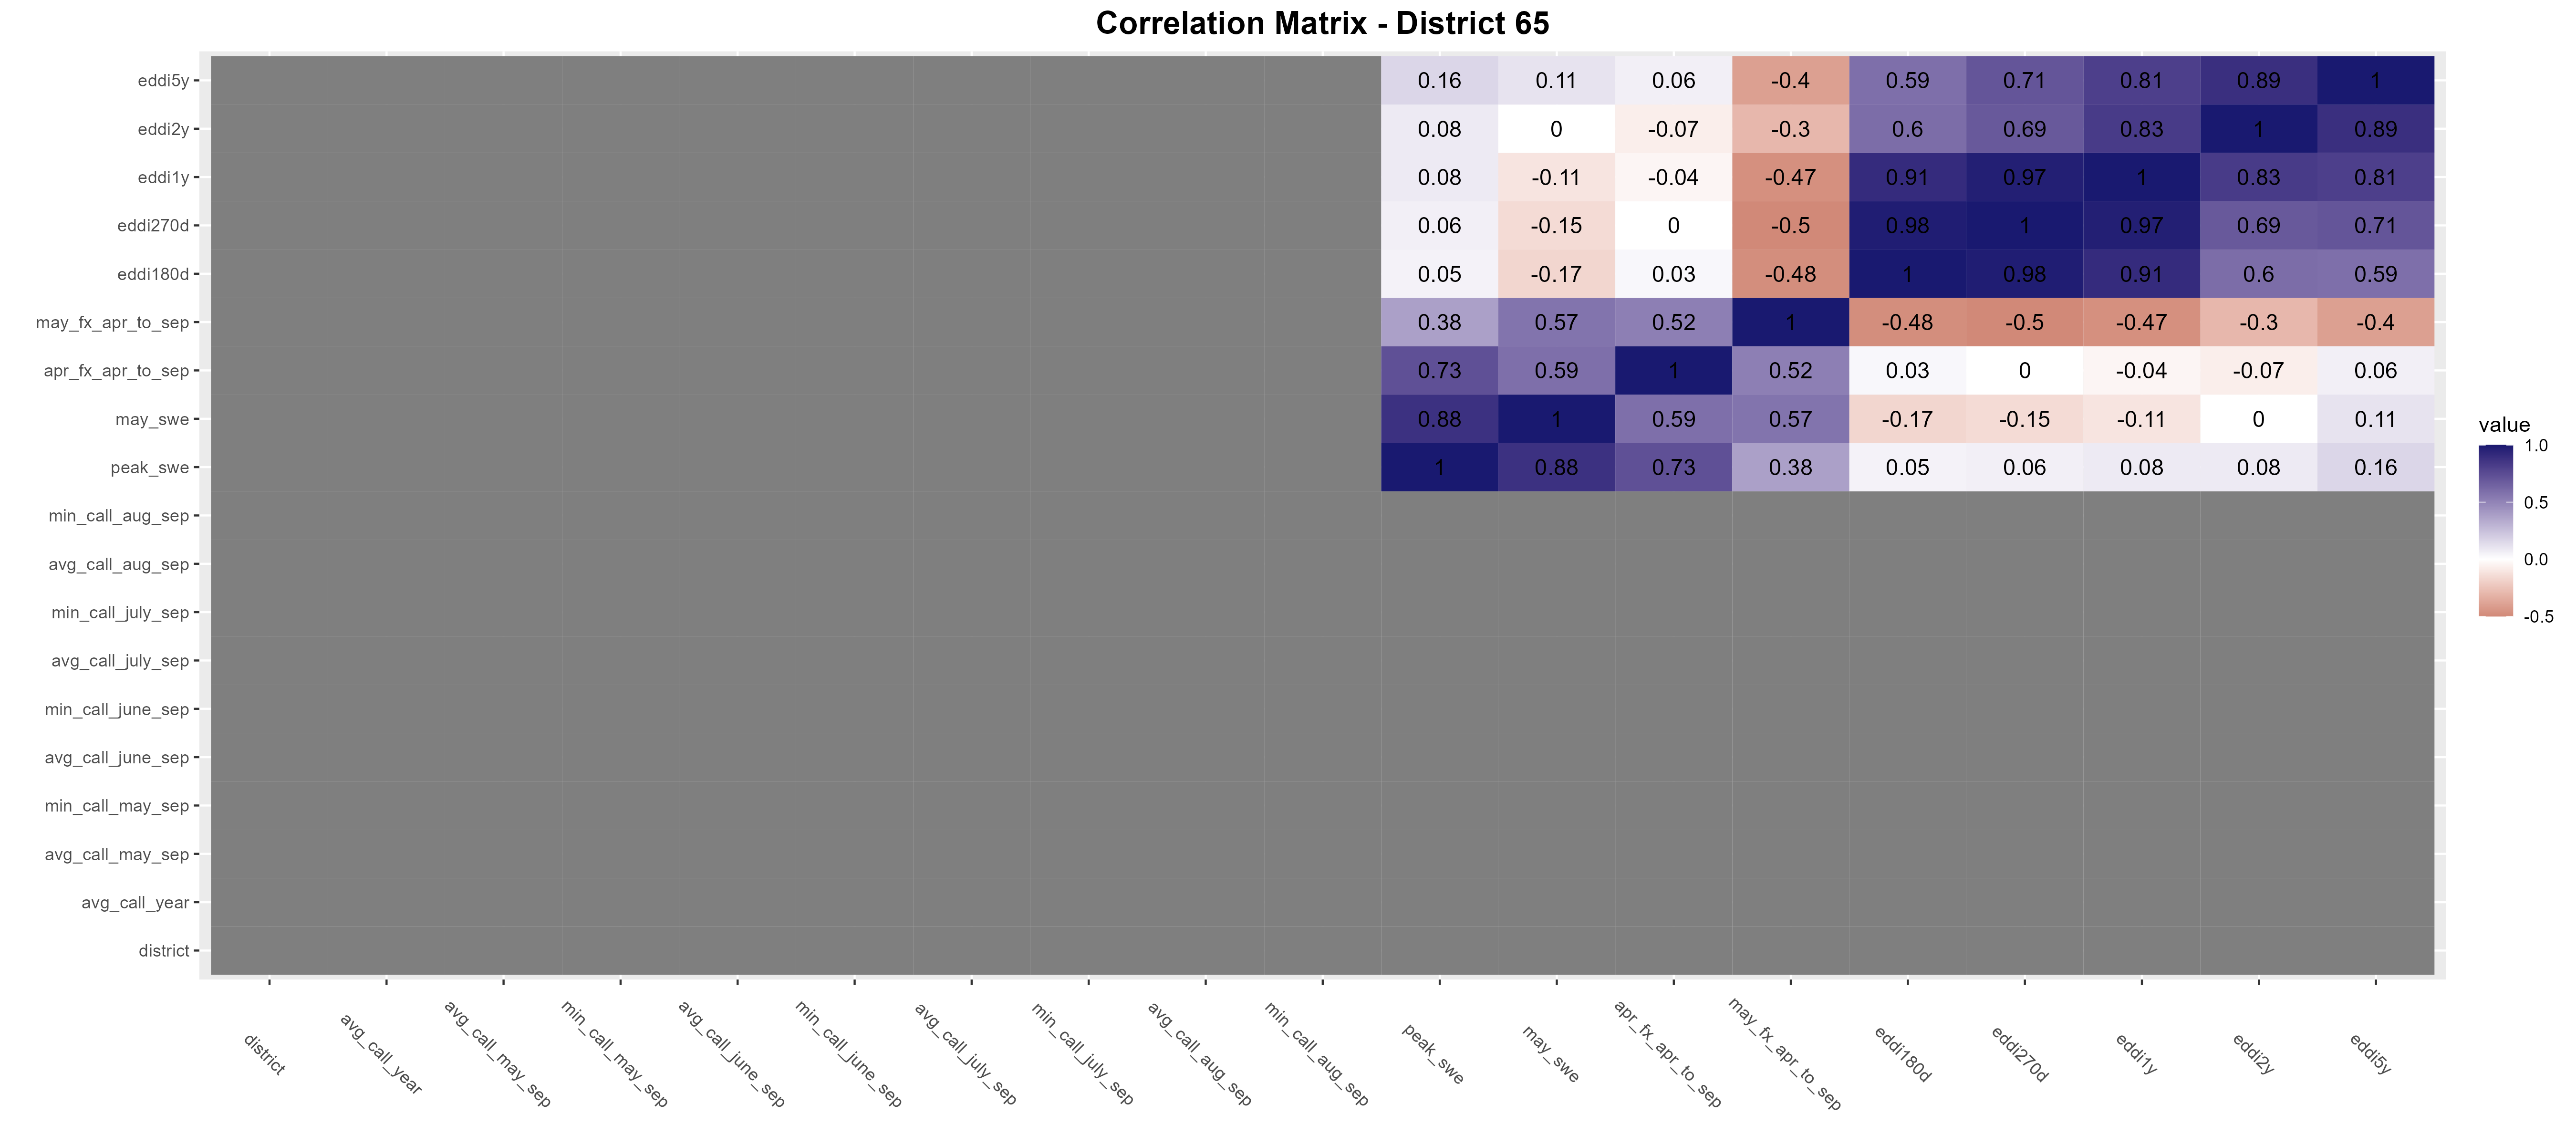 Correlation Matrix - District 65
eddi5y 0.16 0.11 0.06 -0.4 0.59 0.71 0.81 0.89 1
eddi2y 0.08 0 -0.07 -0.3 0.6 0.69 0.83 1 0.89
eddi1y 0.08 -0.11 -0.04 -0.47 0.91 0.97 1 0.83 0.81
eddi270d 0.06 -0.15 0 -0.5 0.98 1 0.97 0.69 0.71
eddi180d 0.05 -0.17 0.03 -0.48 1 0.98 0.91 0.6 0.59
may_fx_apr_to_sep 0.38 0.57 0.52 1 -0.48 -0.5 -0.47 -0.3 -0.4
apr_fx_apr_to_sep 0.73 0.59 1 0.52 0.03 0 -0.04 -0.07 0.06
may_swe 0.88 1 0.59 0.57 -0.17 -0.15 -0.11 0 0.11
peak_swe 1 0.88 0.73 0.38 0.05 0.06 0.08 0.08 0.16
min_call_aug_sep
avg_call_aug_sep
min_call_july_sep
avg_call_july_sep
min_call_june_sep
avg_call_june_sep
min_call_may_sep
avg_call_may_sep
avg_call_year
district
district
avg_call_year
avg_call_may_sep
min_call_may_sep
avg_call_june_sep
min_call_june_sep
avg_call_july_sep
min_call_july_sep
avg_call_aug_sep
min_call_aug_sep
peak_swe
may_swe
apr_fx_apr_to_sep
may_fx_apr_to_sep
eddi180d
eddi270d
eddi1y
eddi2y
eddi5y
value
1.0
0.5
0.0
-0.5